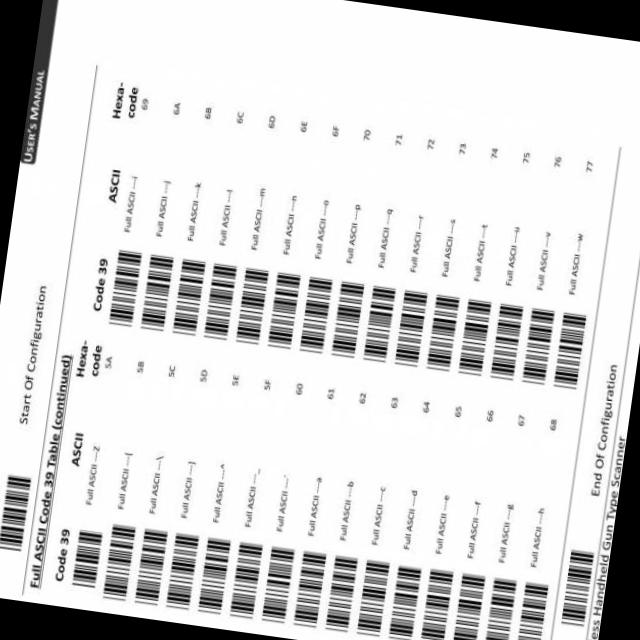 USER'S MANUAL
Start Of Configuration
Full ASCII Code 39 Table (continued)
Code 39 ASCII Hexa-code Code 39 ASCII Hexa-code
Full ASCII ----Z 5A Full ASCII ----i 69
Full ASCII ----[ 5B Full ASCII ----j 6A
Full ASCII ----\ 5C Full ASCII ----k 6B
Full ASCII ----] 5D Full ASCII ----l 6C
Full ASCII ----^ 5E Full ASCII ----m 6D
Full ASCII ----_ 5F Full ASCII ----n 6E
Full ASCII ----` 60 Full ASCII ----o 6F
Full ASCII ----a 61 Full ASCII ----p 70
Full ASCII ----b 62 Full ASCII ----q 71
Full ASCII ----c 63 Full ASCII ----r 72
Full ASCII ----d 64 Full ASCII ----s 73
Full ASCII ----e 65 Full ASCII ----t 74
Full ASCII ----f 66 Full ASCII ----u 75
Full ASCII ----g 67 Full ASCII ----v 76
Full ASCII ----h 68 Full ASCII ----w 77
End Of Configuration
Handheld Gun Type Scanner